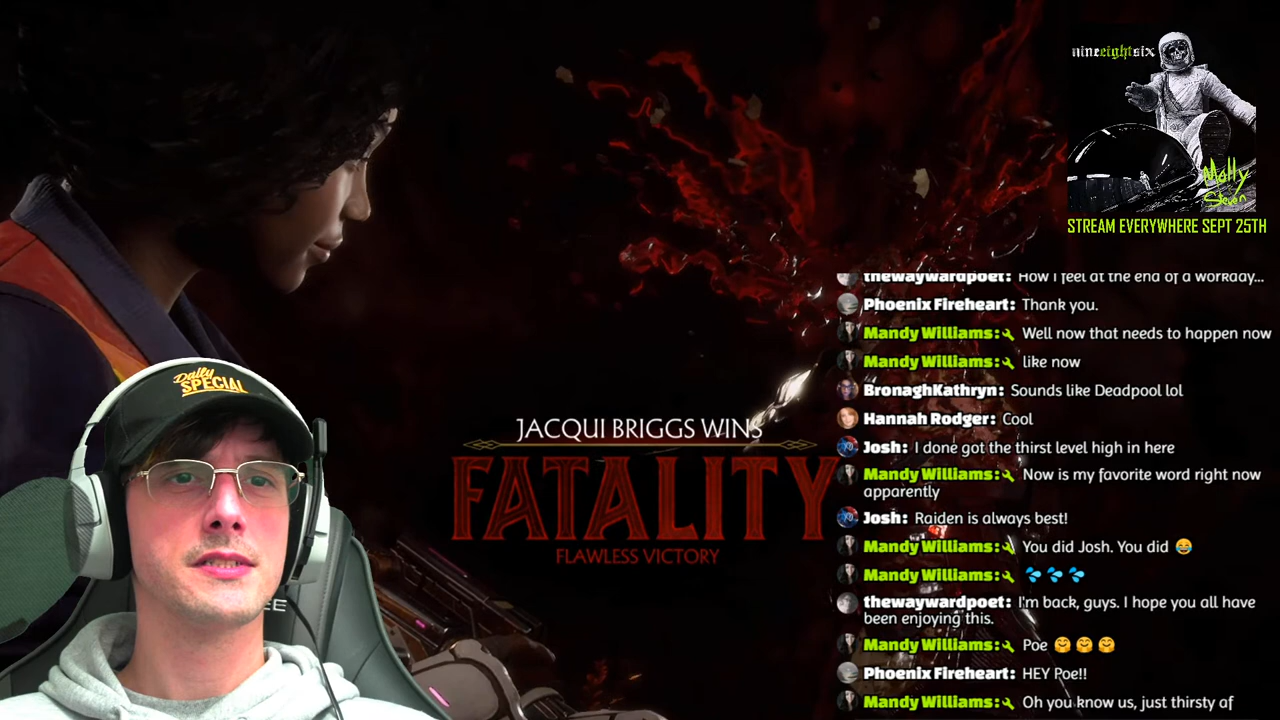 nineeightsix
Molly
Steven
STREAM EVERYWHERE SEPT 25TH
thewaywardpoet: How I feel at the end of a workday...
Phoenix Fireheart: Thank you.
Mandy Williams: Well now that needs to happen now
Mandy Williams: like now
BronaghKathryn: Sounds like Deadpool lol
Hannah Rodger: Cool
Josh: I done got the thirst level high in here
Mandy Williams: Now is my favorite word right now
apparently
Josh: Raiden is always best!
Mandy Williams: You did Josh. You did 😂
Mandy Williams: 💦 💦 💦
thewaywardpoet: I'm back, guys. I hope you all have
been enjoying this.
Mandy Williams: Poe 🤗 🤗 🤗
Phoenix Fireheart: HEY Poe!!
Mandy Williams: Oh you know us, just thirsty af
JACQUI BRIGGS WINS
FATALITY
FLAWLESS VICTORY
Daily
SPECIAL